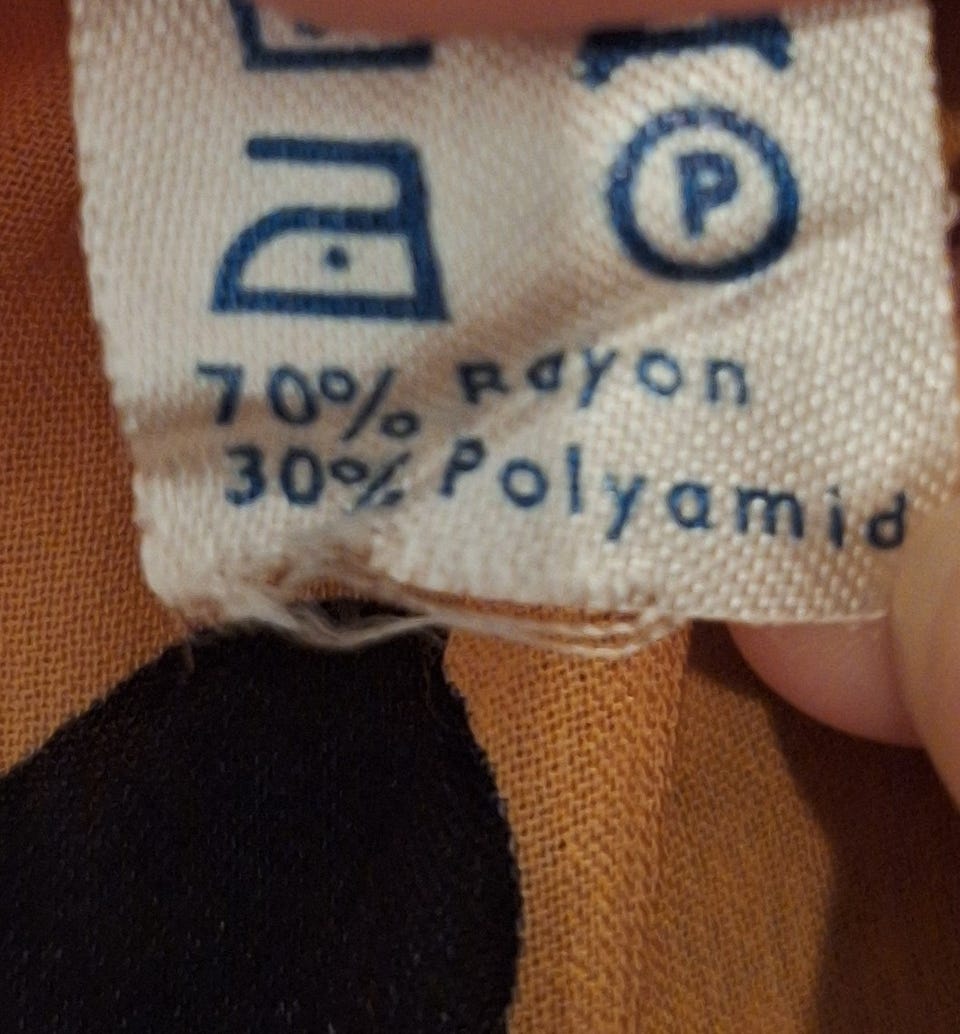 P
70% Rayon
30% Polyamid